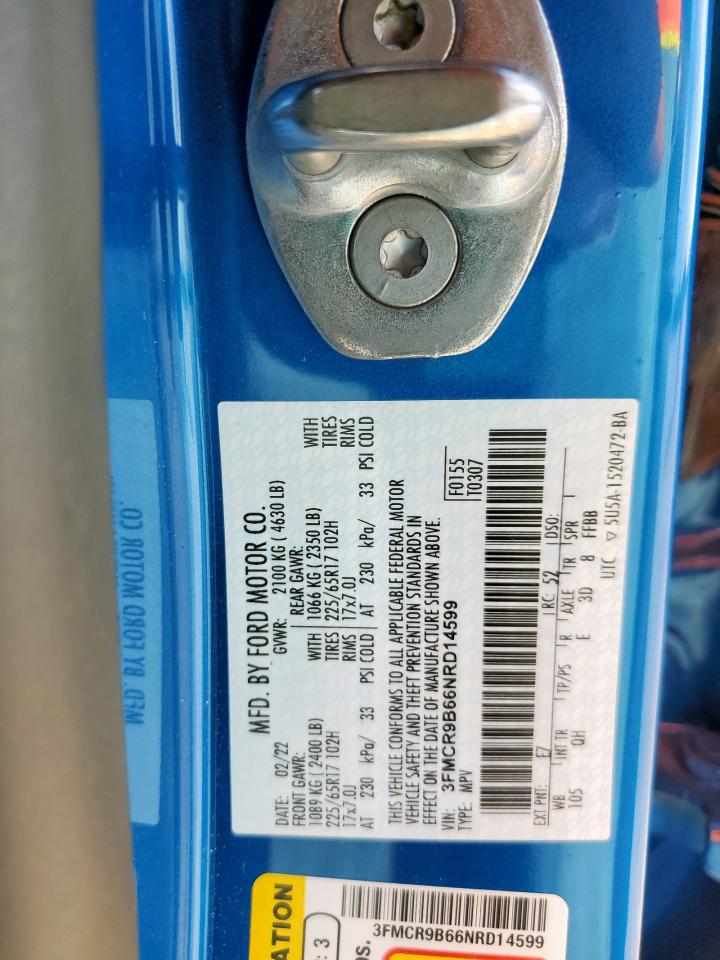 MFD. BY FORD MOTOR CO.
DATE: 02/22 GVWR: 2100 KG ( 4630 LB)
FRONT GAWR: REAR GAWR:
1089 KG ( 2400 LB) WITH 1066 KG ( 2350 LB) WITH
225/65R17 102H TIRES 225/65R17 102H TIRES
17x7.0J RIMS 17x7.0J RIMS
AT 230 kPa/ 33 PSI COLD AT 230 kPa/ 33 PSI COLD
THIS VEHICLE CONFORMS TO ALL APPLICABLE FEDERAL MOTOR
VEHICLE SAFETY AND THEFT PREVENTION STANDARDS IN
EFFECT ON THE DATE OF MANUFACTURE SHOWN ABOVE.
VIN: 3FMCR9B66NRD14599 F0155
TYPE: MPV T0307
EXT PNT: E7 RC: 52 DSO:
WB INT TR TP/PS R AXLE TR SPR
105 QH E 3D 8 FFBB
UTC ▽ 5U5A-1520472-BA
MFD. BY FORD MOTOR CO.
ATION
: 3
os.
3FMCR9B66NRD14599